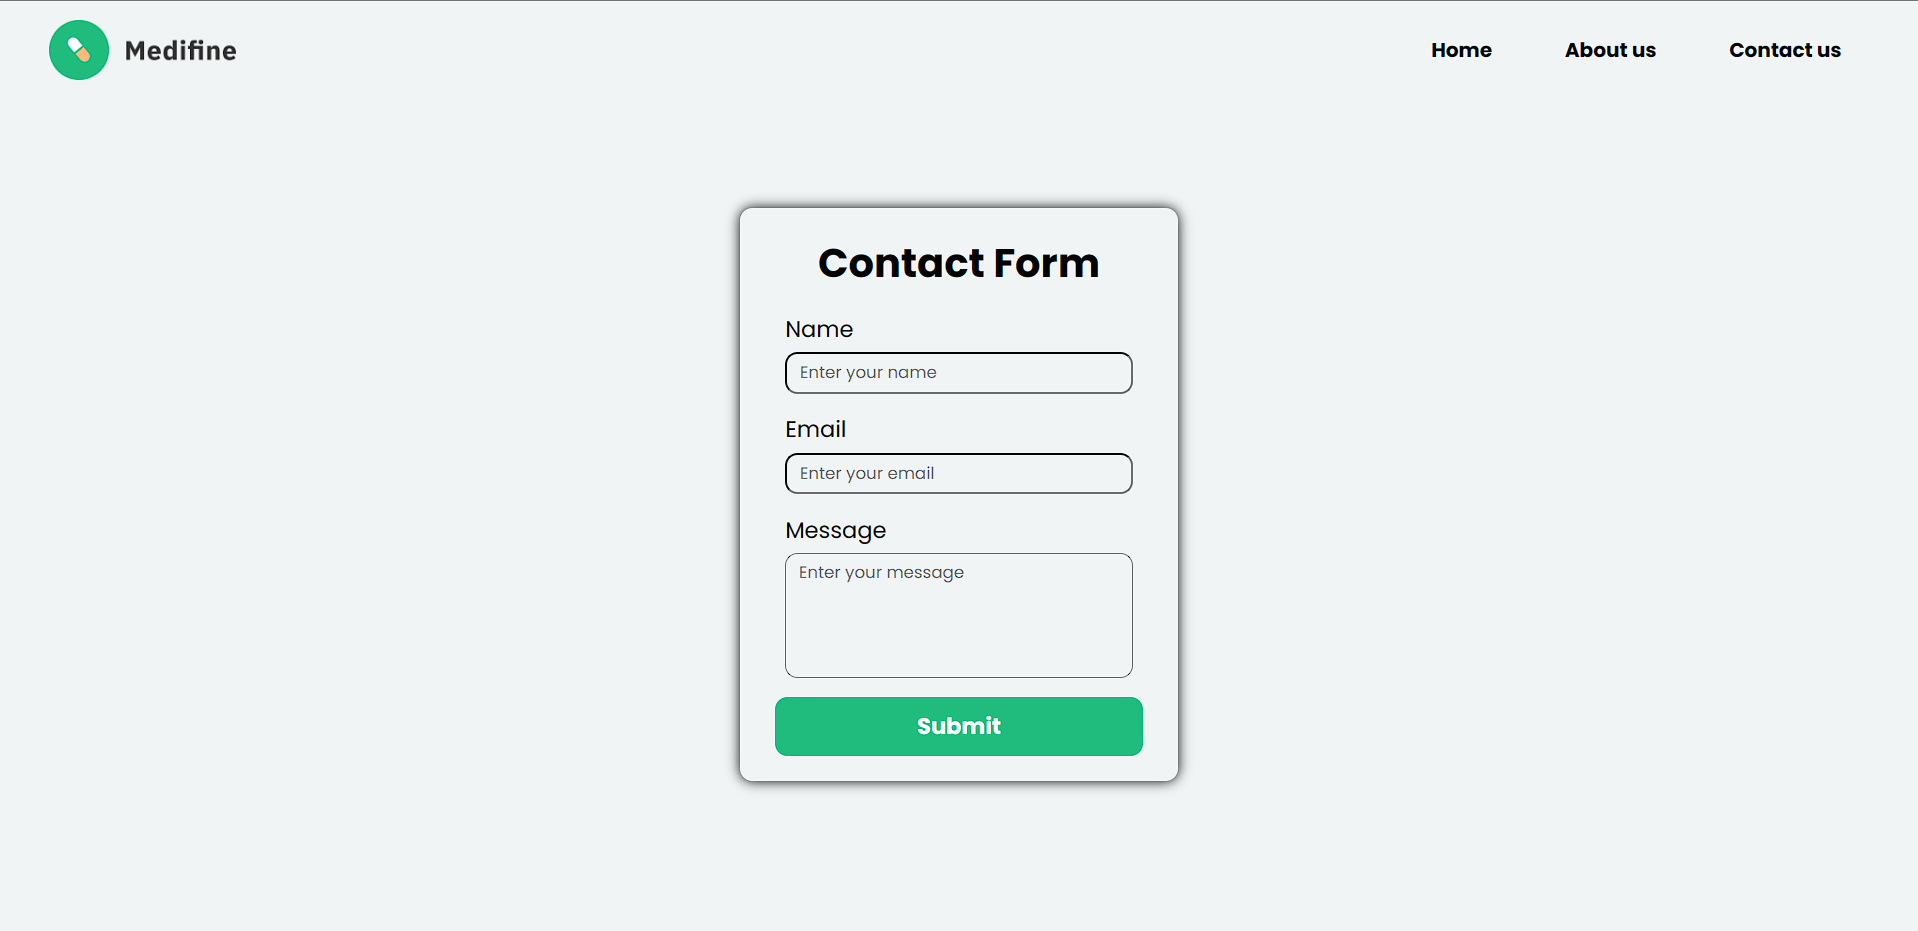 Medifine
Home
About us
Contact us
Contact Form
Name
Enter your name
Email
Enter your email
Message
Enter your message
Submit